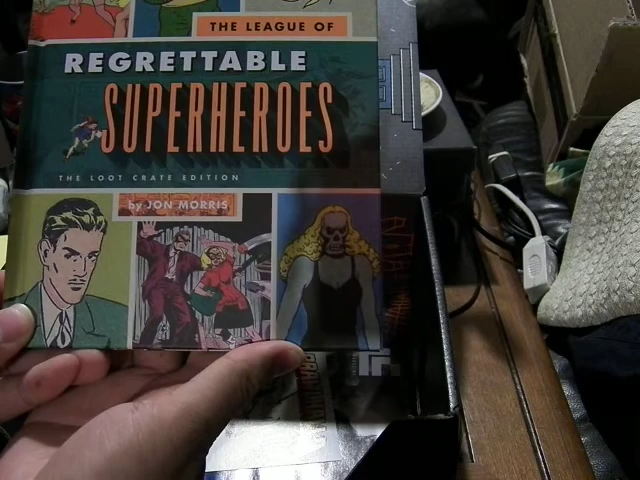 THE LEAGUE OF
REGRETTABLE
SUPERHEROES
THE LOOT CRATE EDITION
by JON MORRIS